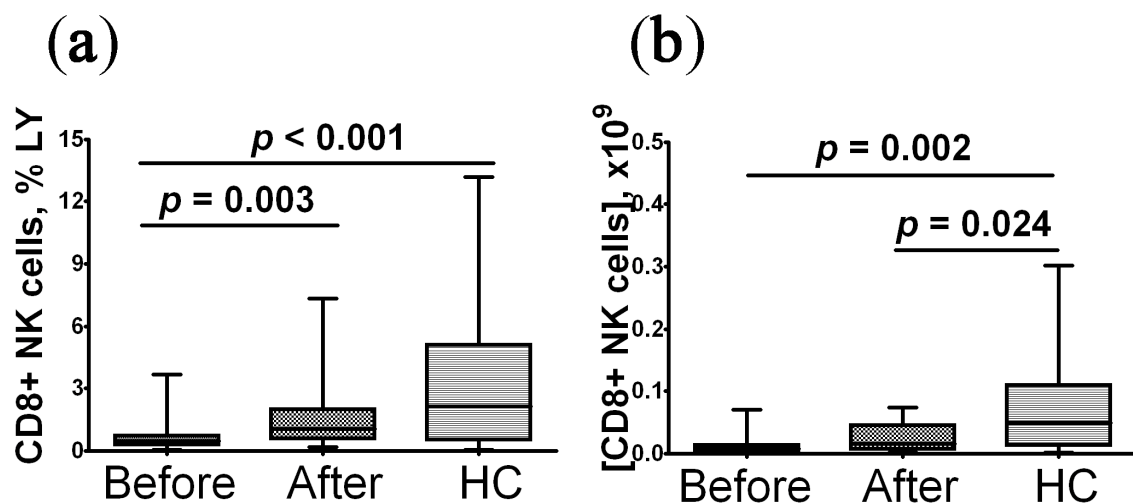 (a)
CD8+ NK cells, % LY
15
12
9
6
3
0
p < 0.001
p = 0.003
Before After HC
(b)
[CD8+ NK cells], x10⁹
0.5
0.4
0.3
0.2
0.1
0.0
p = 0.002
p = 0.024
Before After HC